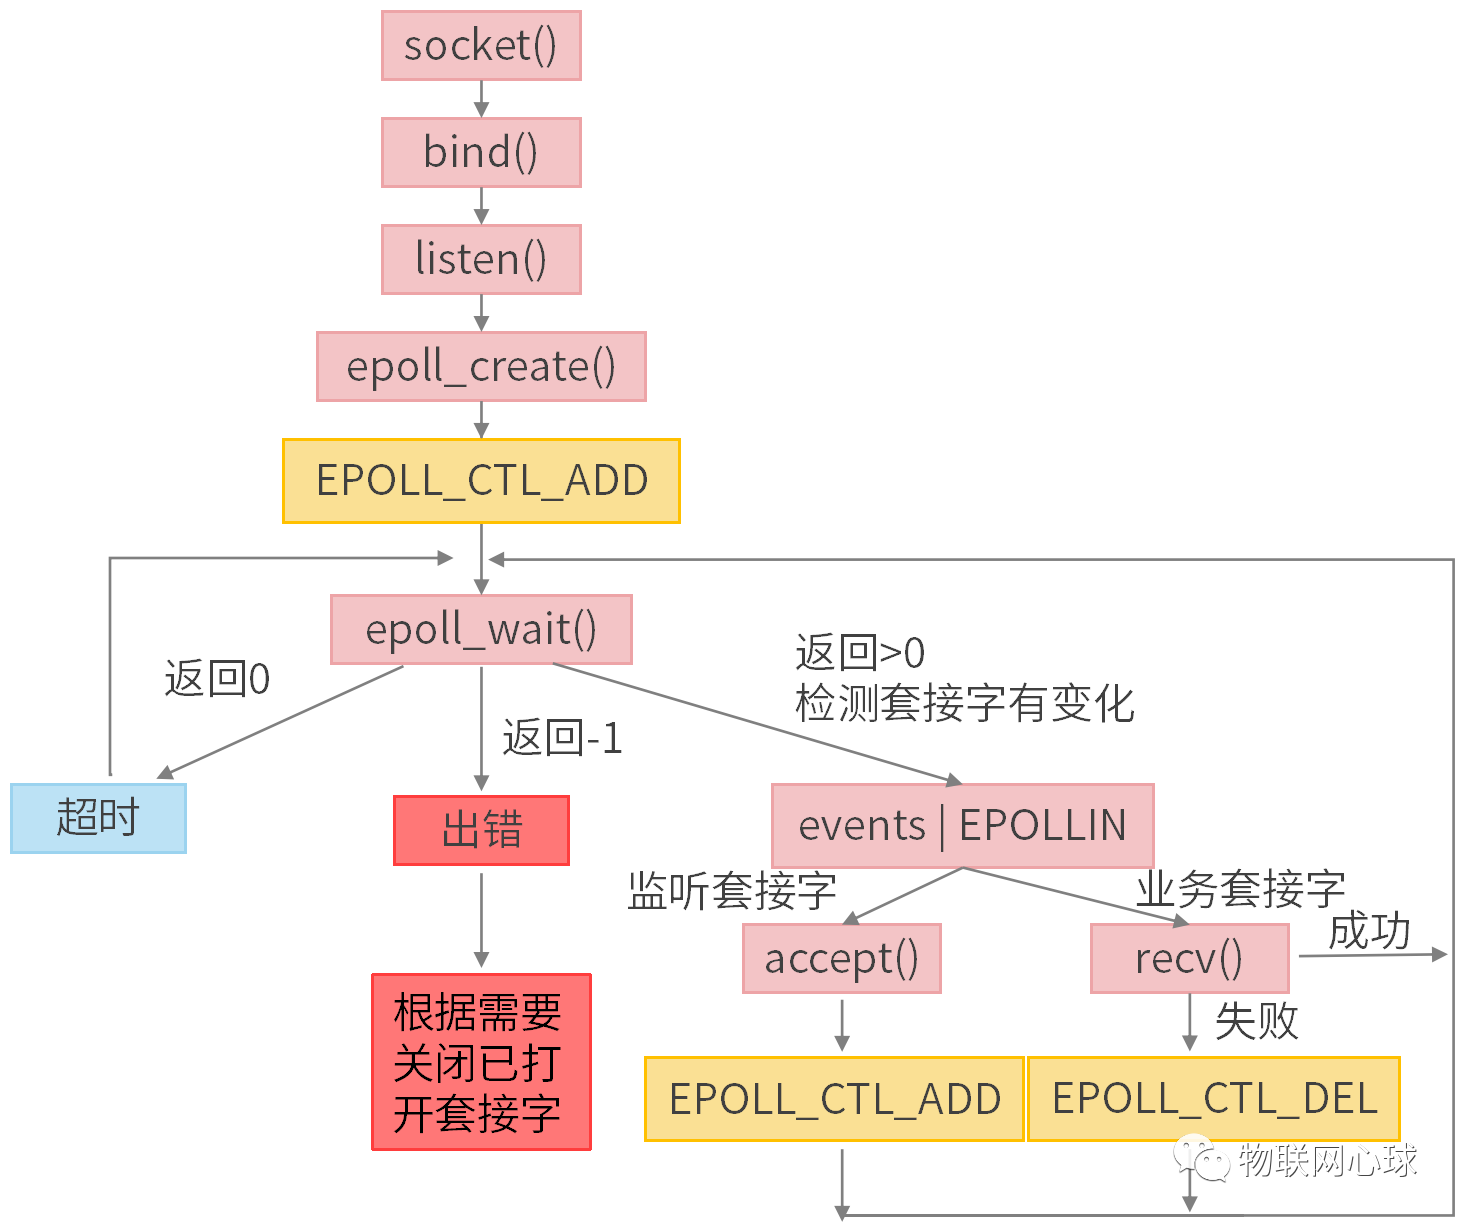 socket()
bind()
listen()
epoll_create()
EPOLL_CTL_ADD
epoll_wait()
返回0
返回-1
返回>0
检测套接字有变化
超时
出错
events | EPOLLIN
监听套接字
业务套接字
accept()
recv()
成功
失败
根据需要
关闭已打
开套接字
EPOLL_CTL_ADD
EPOLL_CTL_DEL
物联网心球